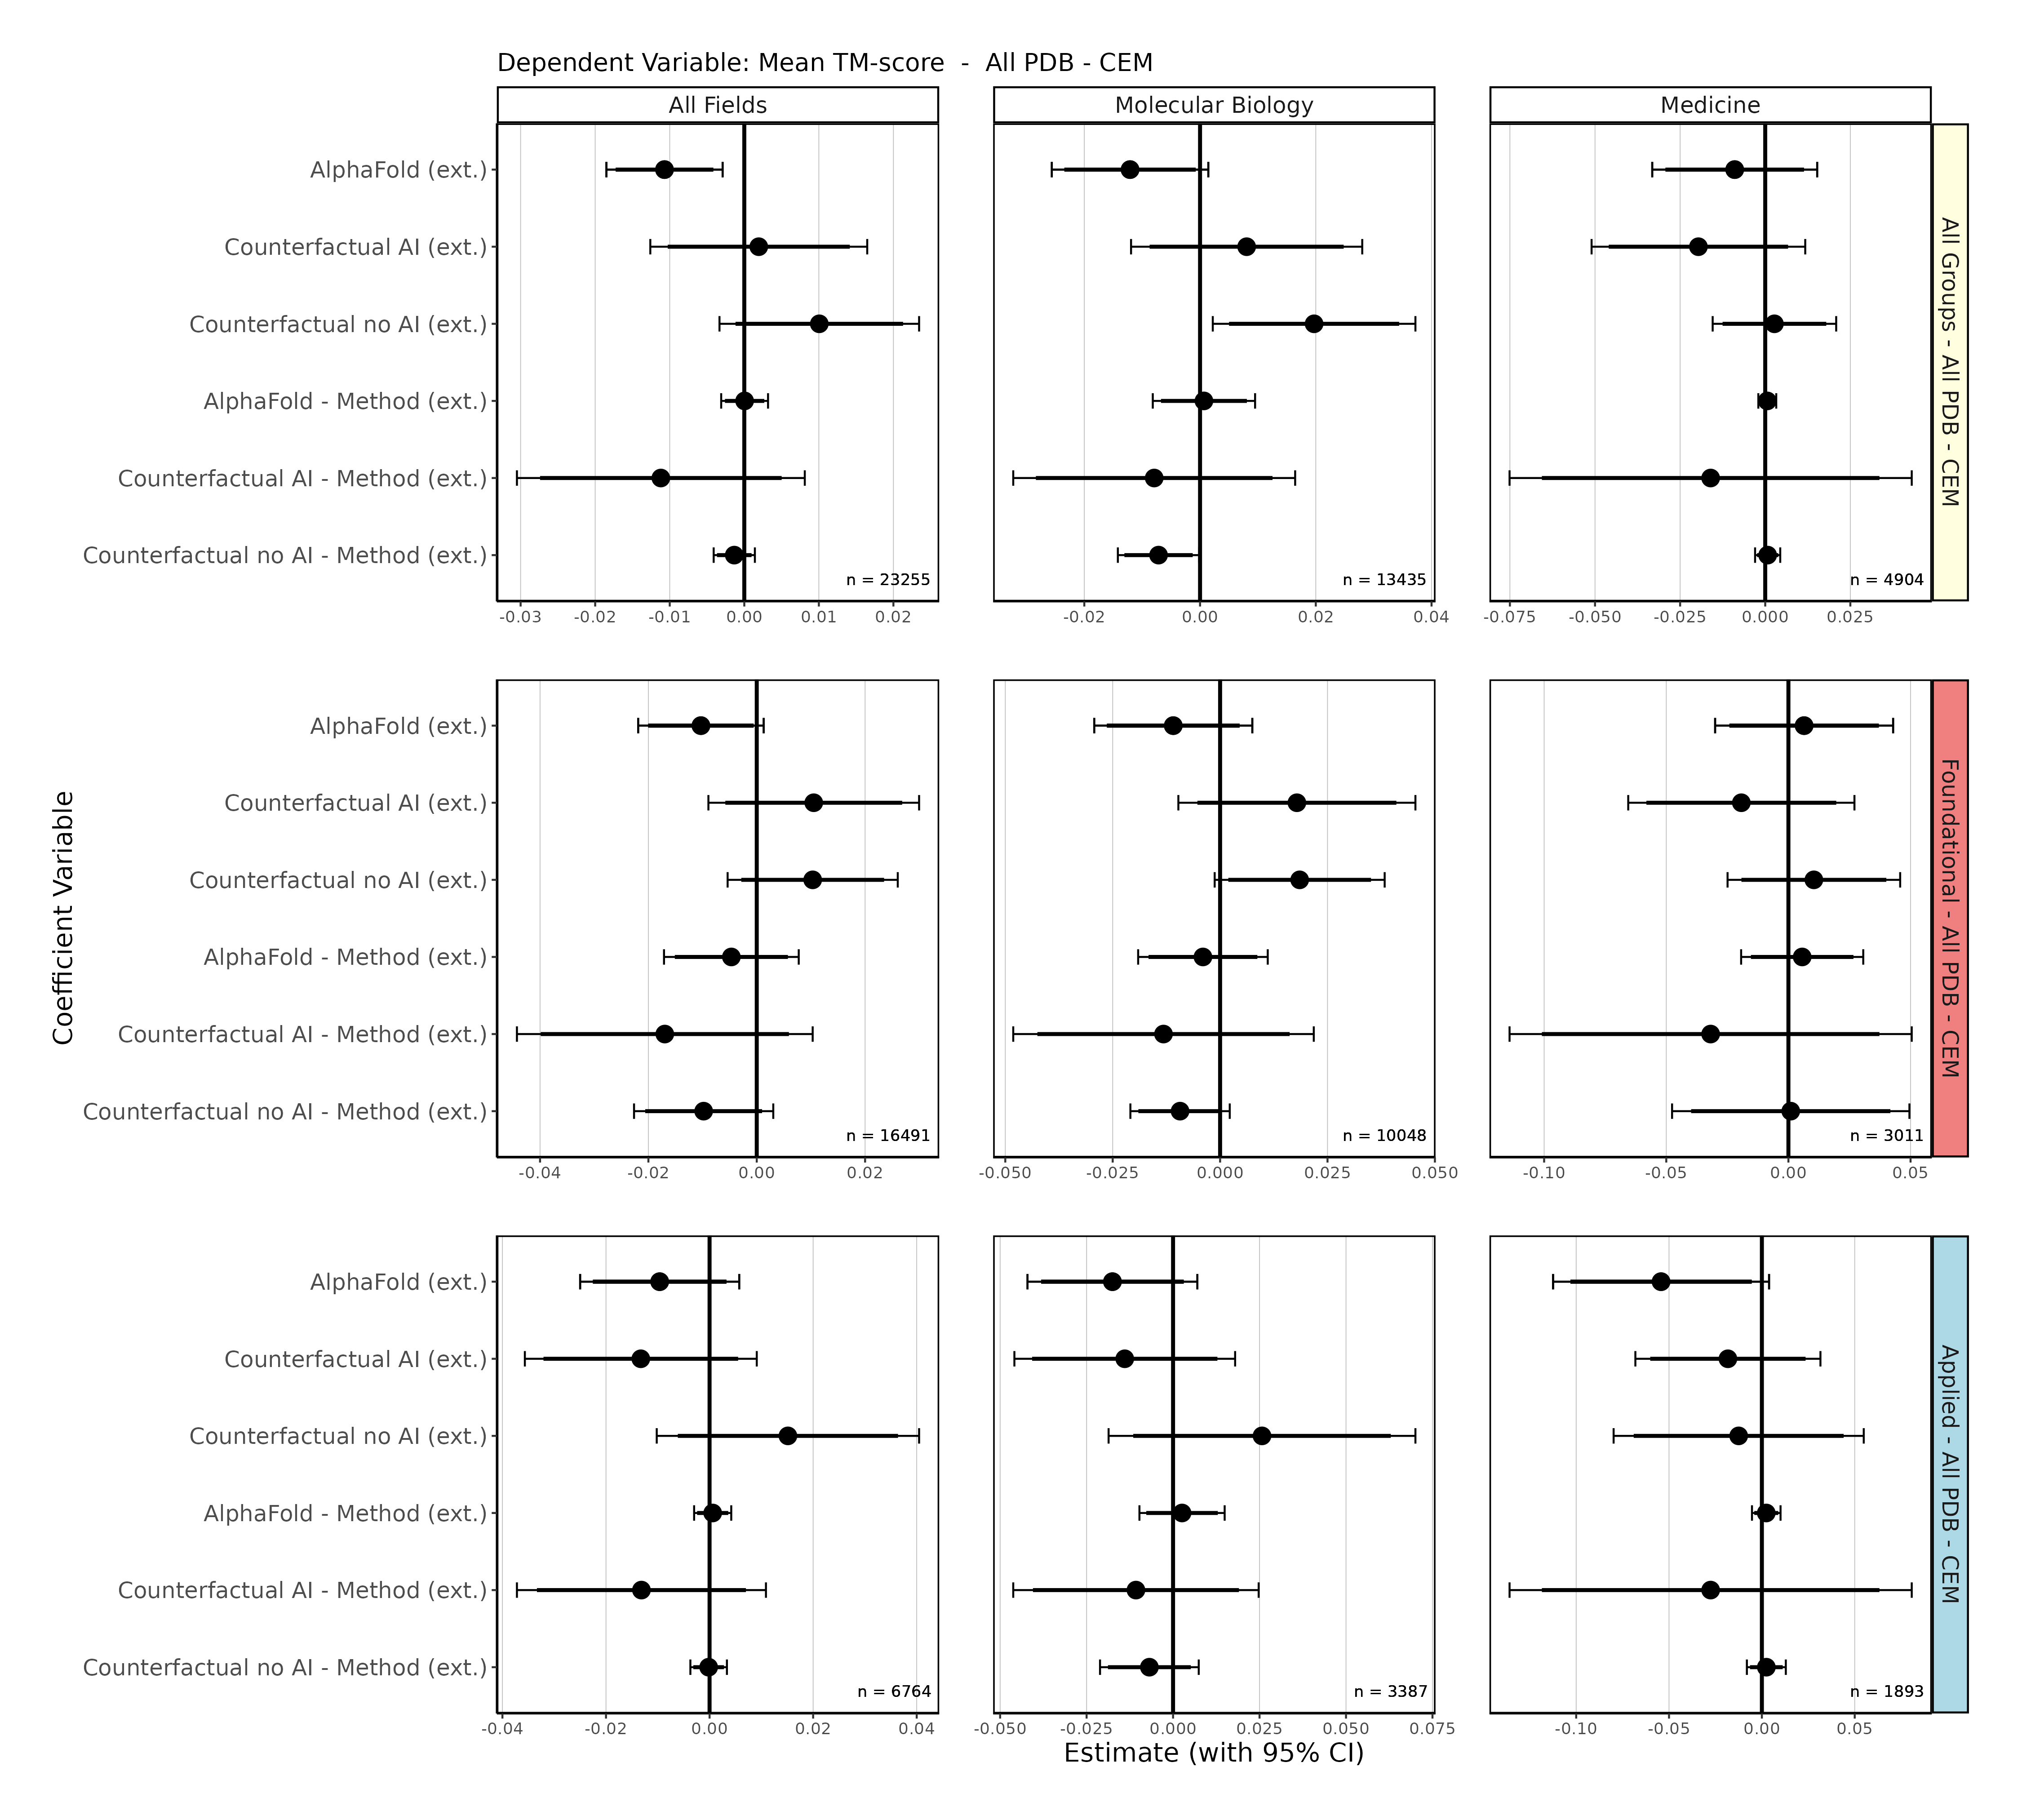 Dependent Variable: Mean TM-score - All PDB - CEM
All Fields
Molecular Biology
Medicine
AlphaFold (ext.)
Counterfactual AI (ext.)
Counterfactual no AI (ext.)
AlphaFold - Method (ext.)
Counterfactual AI - Method (ext.)
Counterfactual no AI - Method (ext.)
n = 23255
n = 13435
n = 4904
-0.03 -0.02 -0.01 0.00 0.01 0.02
-0.02 0.00 0.02 0.04
-0.075 -0.050 -0.025 0.000 0.025
All Groups - All PDB - CEM
Coefficient Variable
AlphaFold (ext.)
Counterfactual AI (ext.)
Counterfactual no AI (ext.)
AlphaFold - Method (ext.)
Counterfactual AI - Method (ext.)
Counterfactual no AI - Method (ext.)
n = 16491
n = 10048
n = 3011
-0.04 -0.02 0.00 0.02
-0.050 -0.025 0.000 0.025 0.050
-0.10 -0.05 0.00 0.05
Foundational - All PDB - CEM
AlphaFold (ext.)
Counterfactual AI (ext.)
Counterfactual no AI (ext.)
AlphaFold - Method (ext.)
Counterfactual AI - Method (ext.)
Counterfactual no AI - Method (ext.)
n = 6764
n = 3387
n = 1893
-0.04 -0.02 0.00 0.02 0.04
-0.050 -0.025 0.000 0.025 0.050 0.075
-0.10 -0.05 0.00 0.05
Applied - All PDB - CEM
Estimate (with 95% CI)